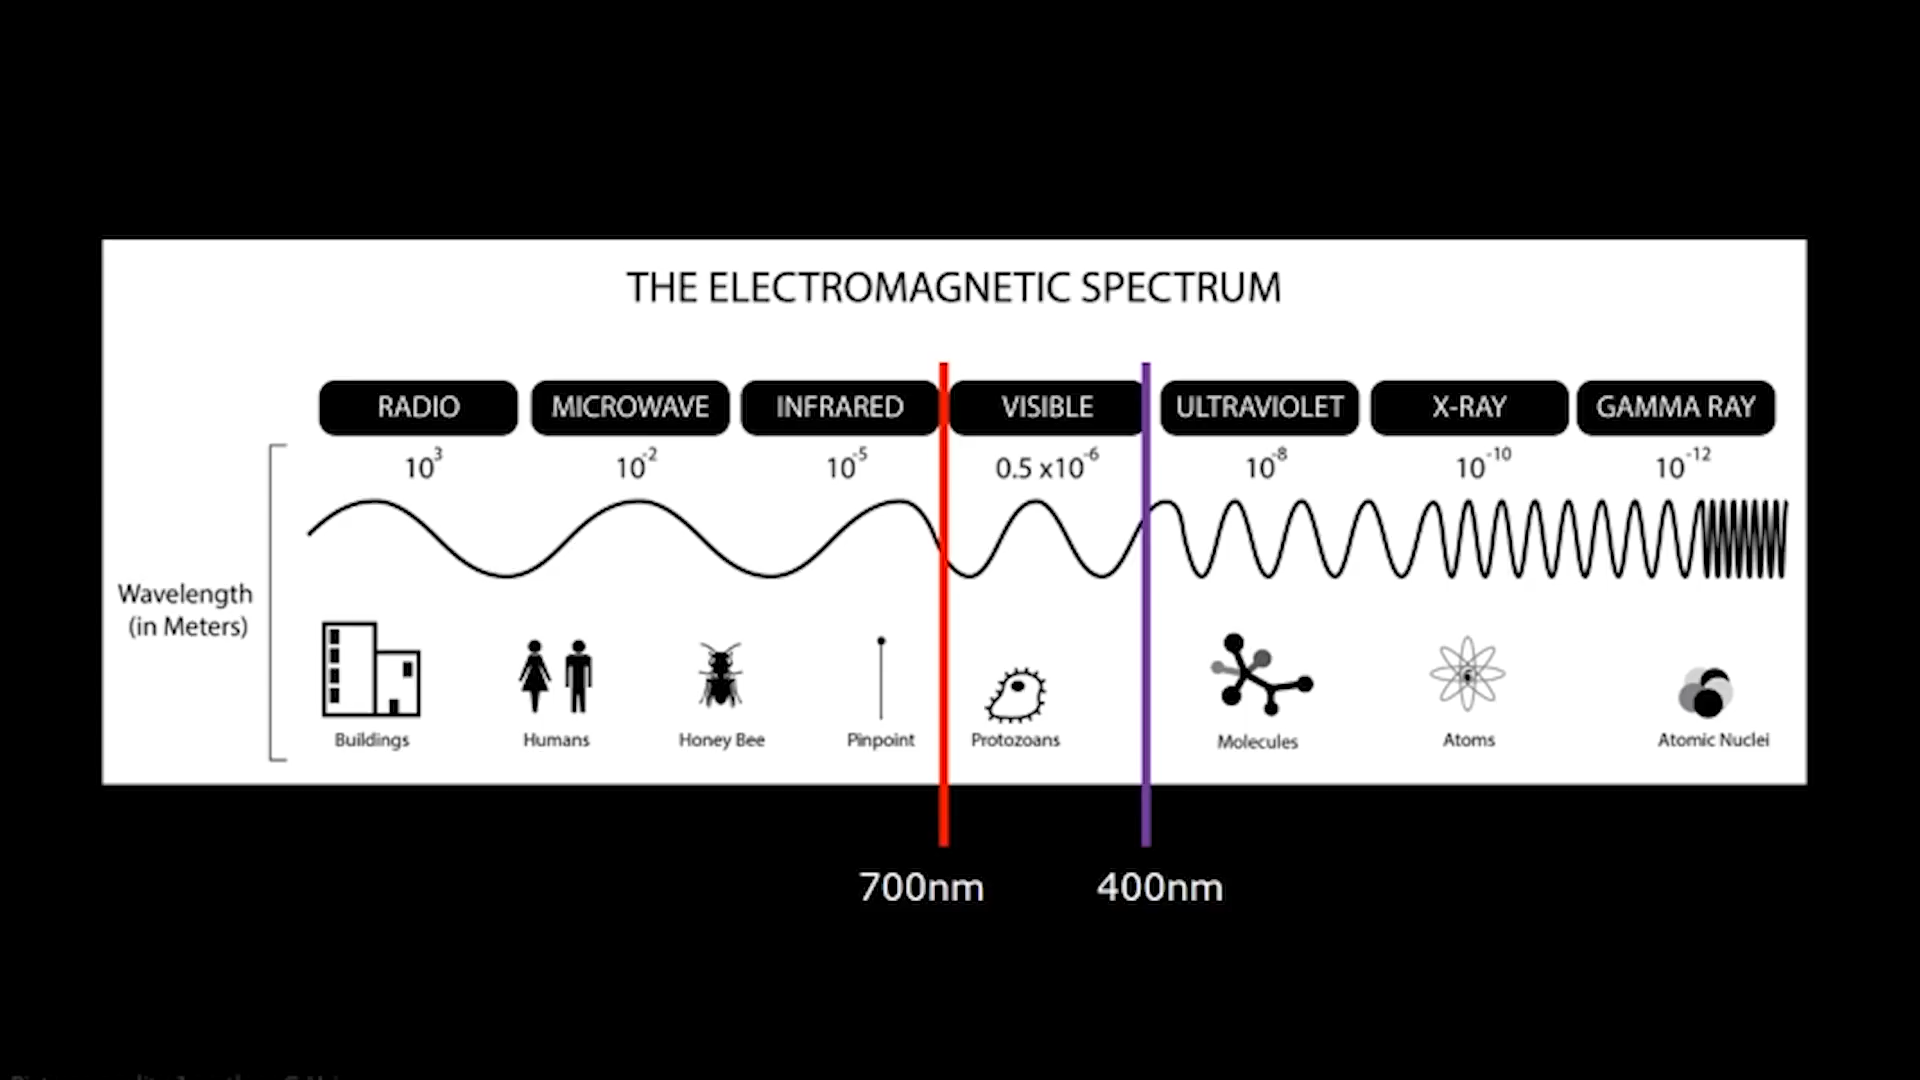 THE ELECTROMAGNETIC SPECTRUM
RADIO MICROWAVE INFRARED VISIBLE ULTRAVIOLET X-RAY GAMMA RAY
10³ 10⁻² 10⁻⁵ 0.5 x10⁻⁶ 10⁻⁸ 10⁻¹⁰ 10⁻¹²
Wavelength
(in Meters)
Buildings Humans Honey Bee Pinpoint Protozoans Molecules Atoms Atomic Nuclei
700nm 400nm